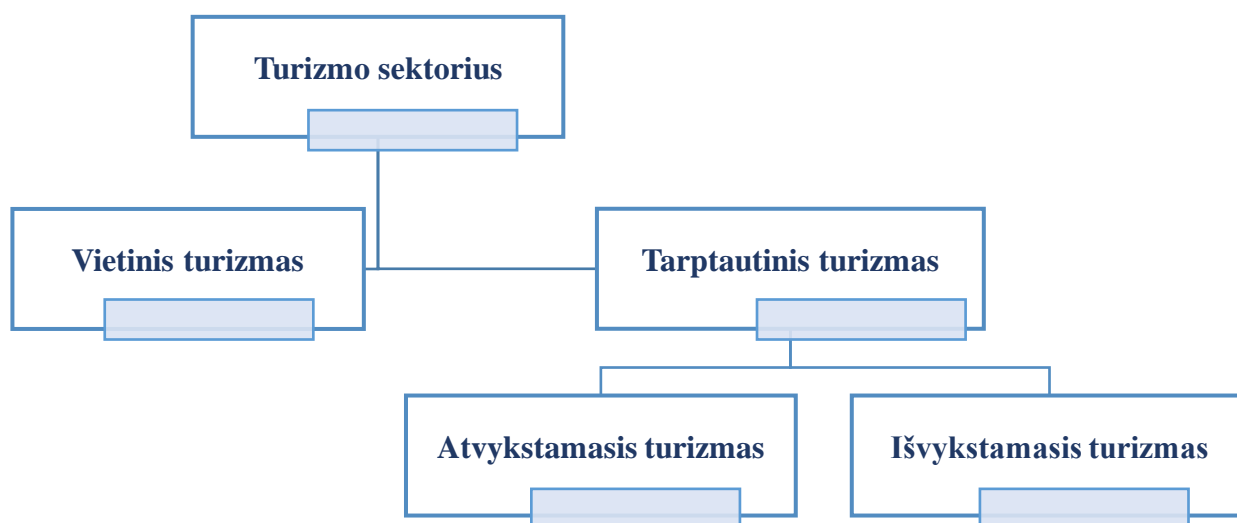 Turizmo sektorius
Vietinis turizmas
Tarptautinis turizmas
Atvykstamasis turizmas
Išvykstamasis turizmas